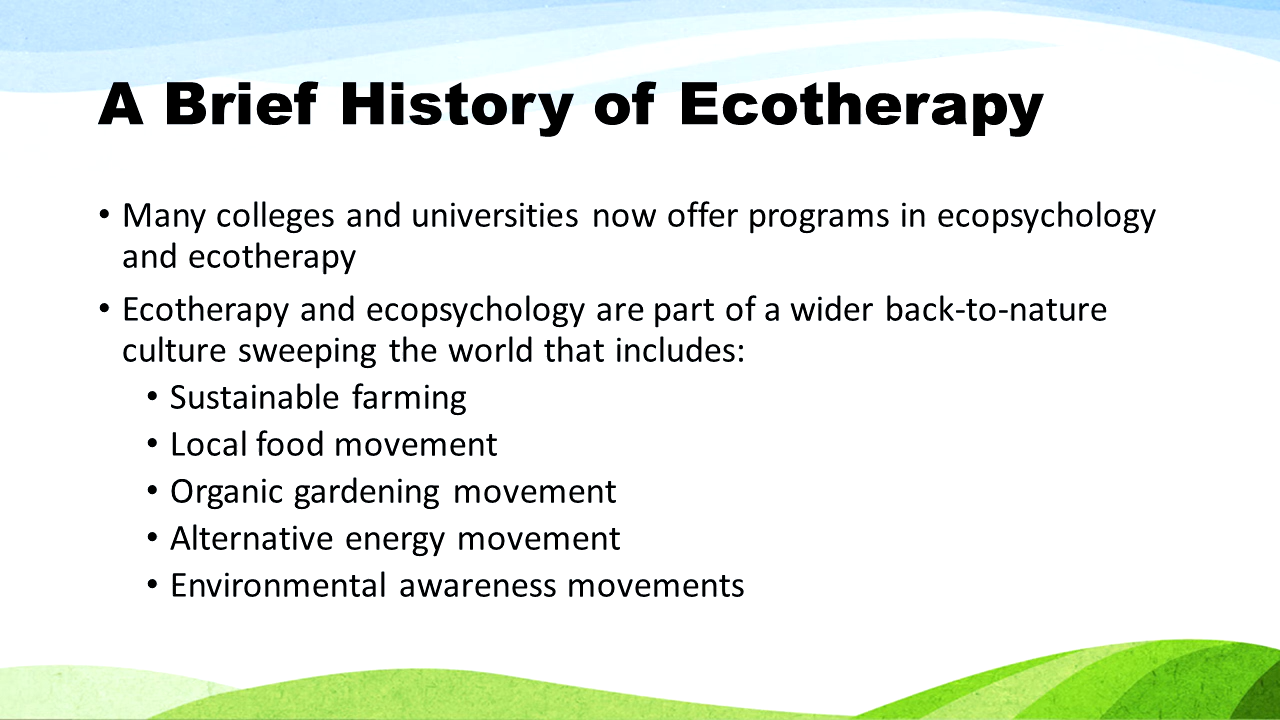 A Brief History of Ecotherapy
• Many colleges and universities now offer programs in ecopsychology
and ecotherapy
• Ecotherapy and ecopsychology are part of a wider back-to-nature
culture sweeping the world that includes:
• Sustainable farming
• Local food movement
• Organic gardening movement
• Alternative energy movement
• Environmental awareness movements